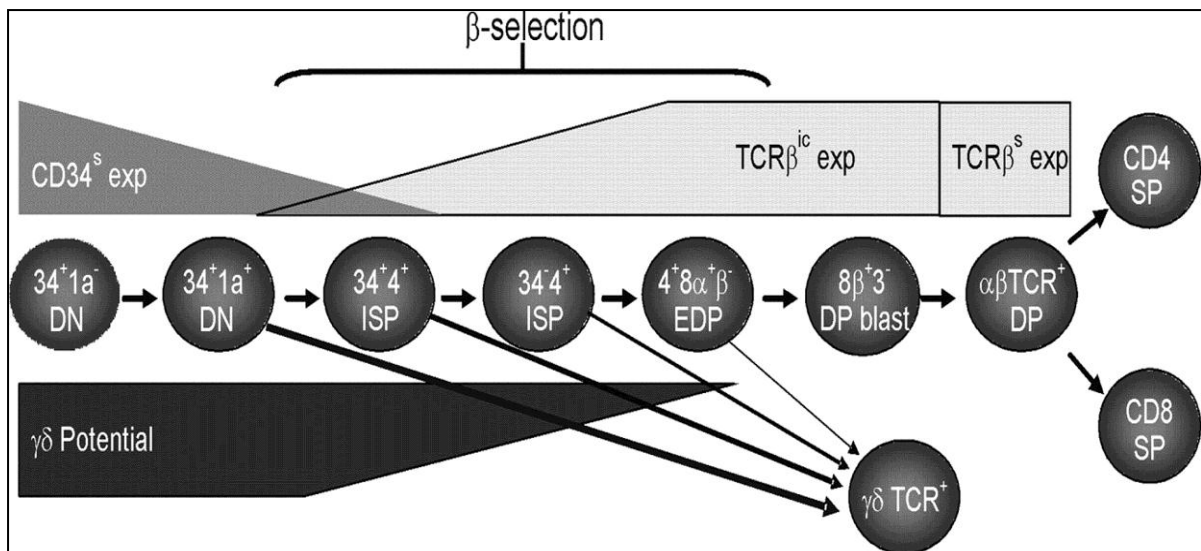 β-selection
CD34ˢ exp
TCRβⁱᶜ exp
TCRβˢ exp
CD4
SP
34⁺1a⁻
DN
34⁺1a⁺
DN
34⁺4⁺
ISP
34⁻4⁺
ISP
4⁺8α⁺β⁻
EDP
8β⁺3⁻
DP blast
αβTCR⁺
DP
CD8
SP
γδ Potential
γδ TCR⁺